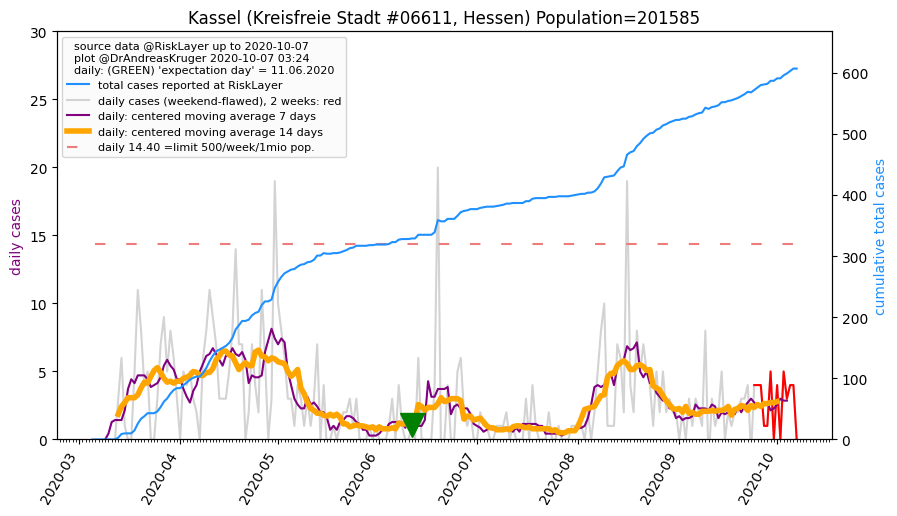 Kassel (Kreisfreie Stadt #06611, Hessen) Population=201585
source data @RiskLayer up to 2020-10-07
plot @DrAndreasKruger 2020-10-07 03:24
daily: (GREEN) 'expectation day' = 11.06.2020
total cases reported at RiskLayer
daily cases (weekend-flawed), 2 weeks: red
daily: centered moving average 7 days
daily: centered moving average 14 days
daily 14.40 =limit 500/week/1mio pop.
daily cases
30
25
20
15
10
5
0
cumulative total cases
600
500
400
300
200
100
0
2020-03
2020-04
2020-05
2020-06
2020-07
2020-08
2020-09
2020-10